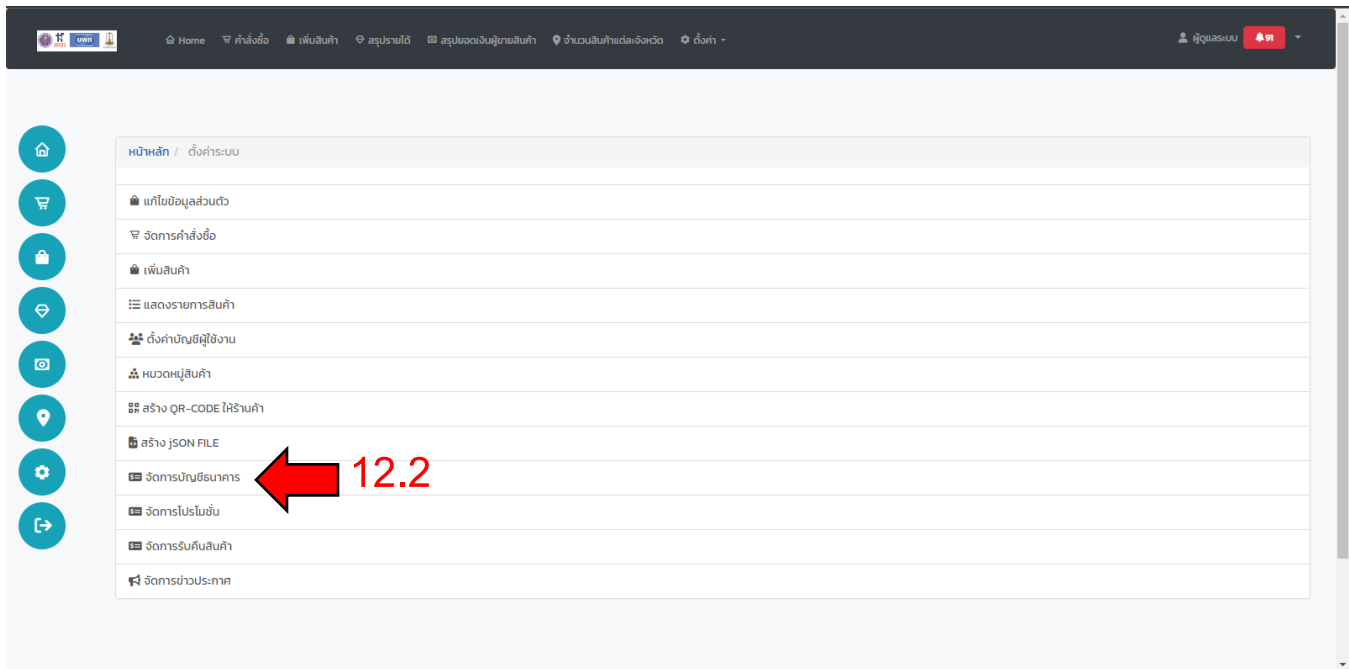 บพท Home คำสั่งซื้อ เพิ่มสินค้า สรุปรายได้ สรุปยอดเงินผู้ขายสินค้า จำนวนสินค้าแต่ละจังหวัด ตั้งค่า ผู้ดูแลระบบ 91
หน้าหลัก / ตั้งค่าระบบ
แก้ไขข้อมูลส่วนตัว
จัดการคำสั่งซื้อ
เพิ่มสินค้า
แสดงรายการสินค้า
ตั้งค่าบัญชีผู้ใช้งาน
หมวดหมู่สินค้า
สร้าง QR-CODE ให้ร้านค้า
สร้าง jSON FILE
จัดการบัญชีธนาคาร 12.2
จัดการโปรโมชั่น
จัดการรับคืนสินค้า
จัดการข่าวประกาศ